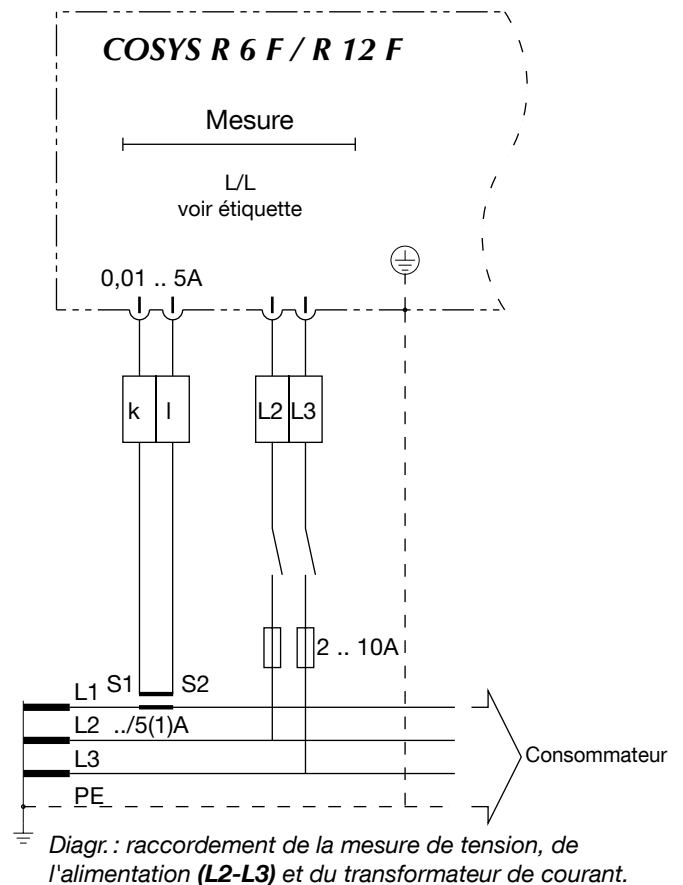 COSYS R 6 F / R 12 F
Mesure
L/L
voir étiquette
0,01 .. 5A
k l L2 L3
2 .. 10A
L1 S1 S2
L2 ../5(1)A
L3
PE
Consommateur
Diagr. : raccordement de la mesure de tension, de
l'alimentation (L2-L3) et du transformateur de courant.